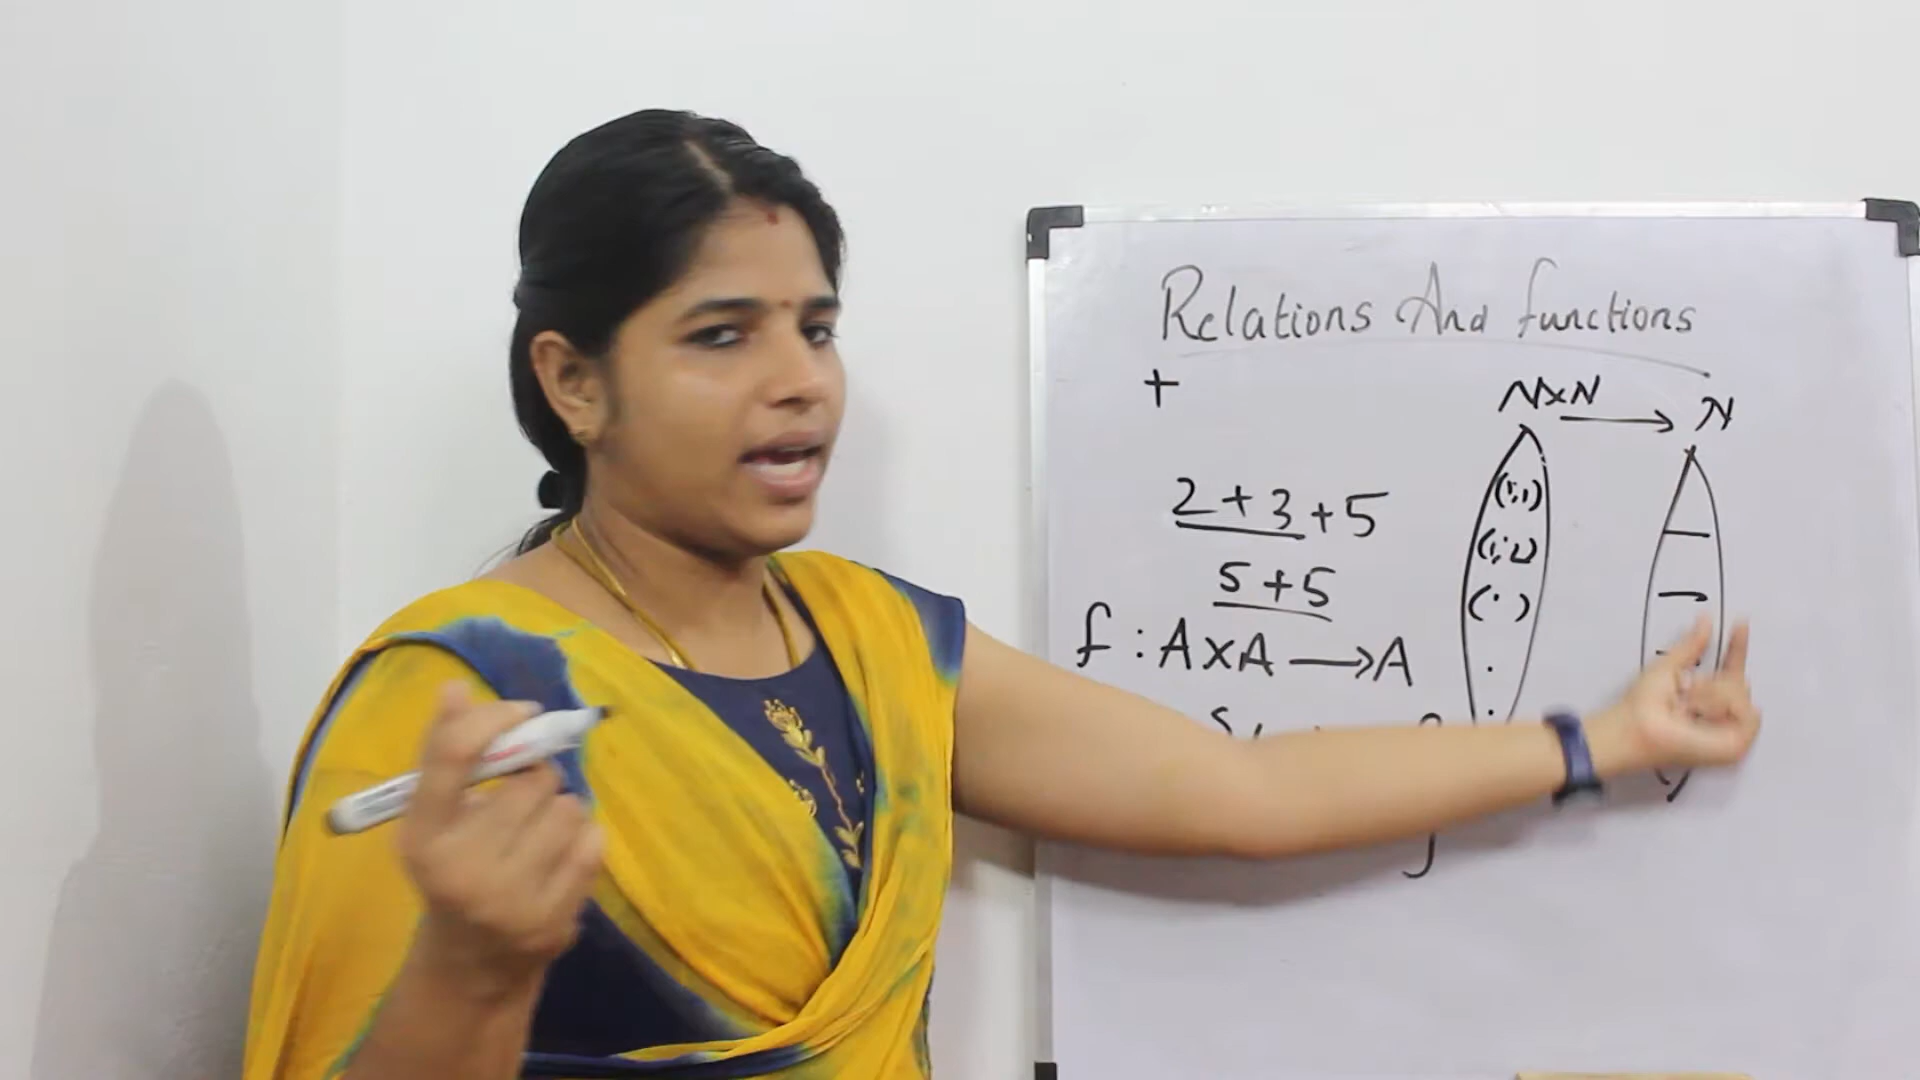 Relations And functions
+
2 + 3 + 5
5 + 5
f : A x A → A
N x N → N
(1,1)
(1,2)
( · )